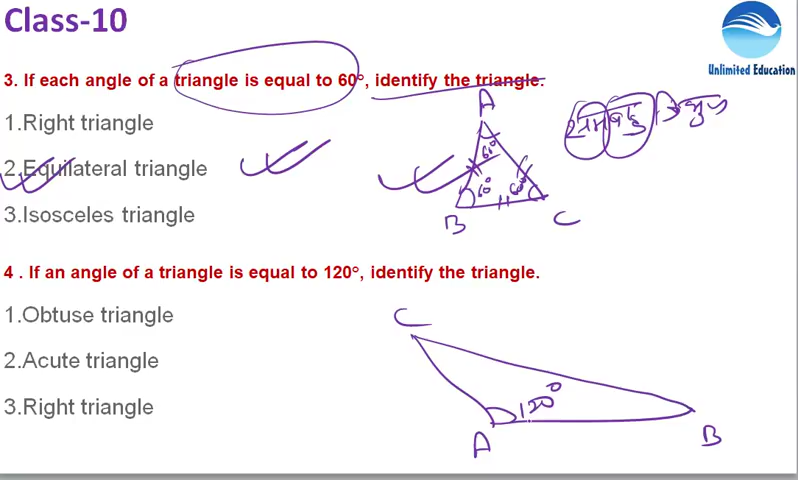 Class-10
Unlimited Education
3. If each angle of a triangle is equal to 60°, identify the triangle.
1.Right triangle
2.Equilateral triangle
3.Isosceles triangle
A
60°
60°
60°
B
C
त्रिभुज
4 . If an angle of a triangle is equal to 120°, identify the triangle.
1.Obtuse triangle
2.Acute triangle
3.Right triangle
C
120°
A
B